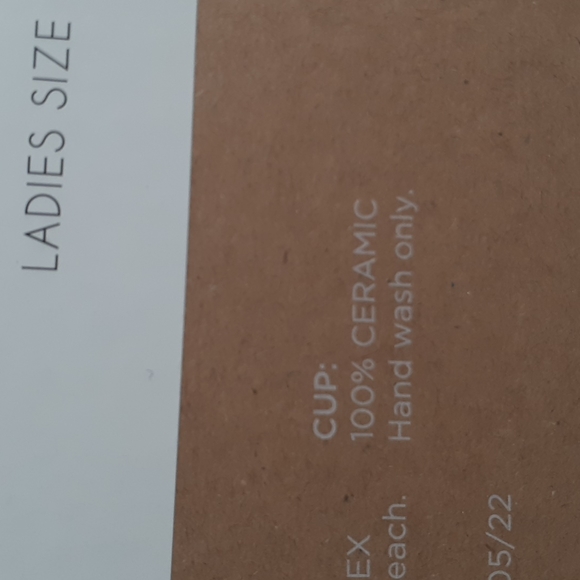 LADIES SIZE
CUP:
100% CERAMIC
Hand wash only.
EX
each.
05/22